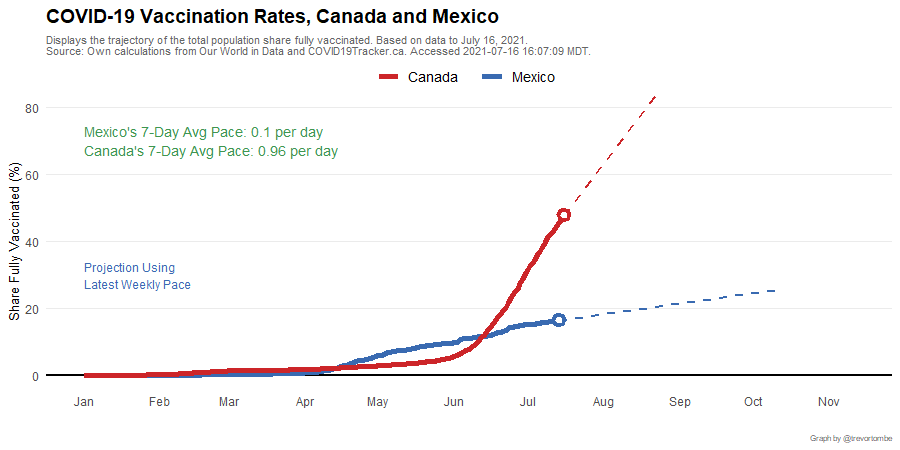 COVID-19 Vaccination Rates, Canada and Mexico
Displays the trajectory of the total population share fully vaccinated. Based on data to July 16, 2021.
Source: Own calculations from Our World in Data and COVID19Tracker.ca. Accessed 2021-07-16 16:07:09 MDT.
Canada Mexico
80
Mexico's 7-Day Avg Pace: 0.1 per day
Canada's 7-Day Avg Pace: 0.96 per day
60
Share Fully Vaccinated (%)
40
Projection Using
Latest Weekly Pace
20
0
Jan Feb Mar Apr May Jun Jul Aug Sep Oct Nov
Graph by @trevortombe